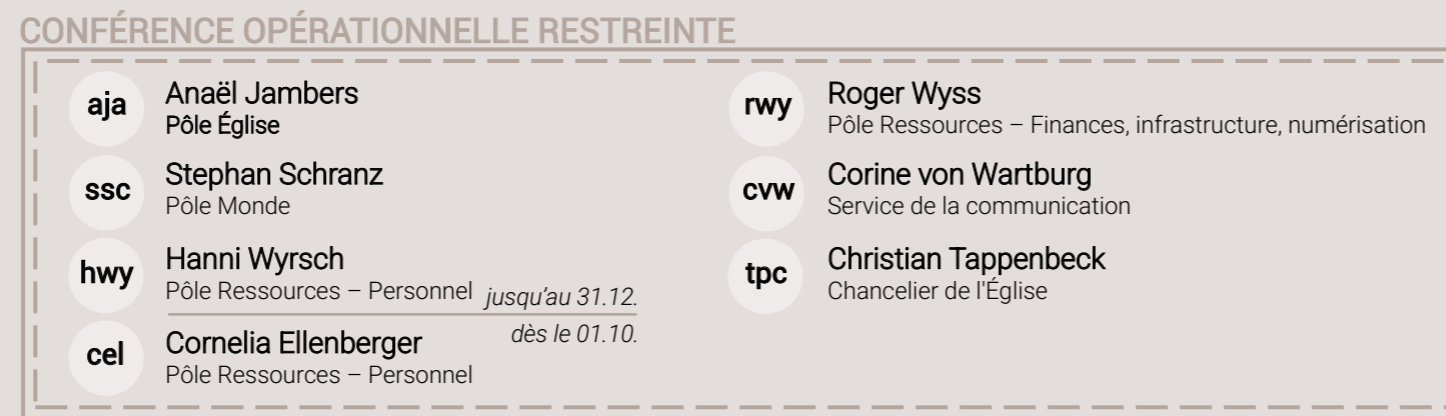 CONFÉRENCE OPÉRATIONNELLE RESTREINTE
aja
Anaël Jambers
Pôle Église
ssc
Stephan Schranz
Pôle Monde
hwy
Hanni Wyrsch
Pôle Ressources – Personnel jusqu'au 31.12.
dès le 01.10.
cel
Cornelia Ellenberger
Pôle Ressources – Personnel
rwy
Roger Wyss
Pôle Ressources – Finances, infrastructure, numérisation
cvw
Corine von Wartburg
Service de la communication
tpc
Christian Tappenbeck
Chancelier de l'Église